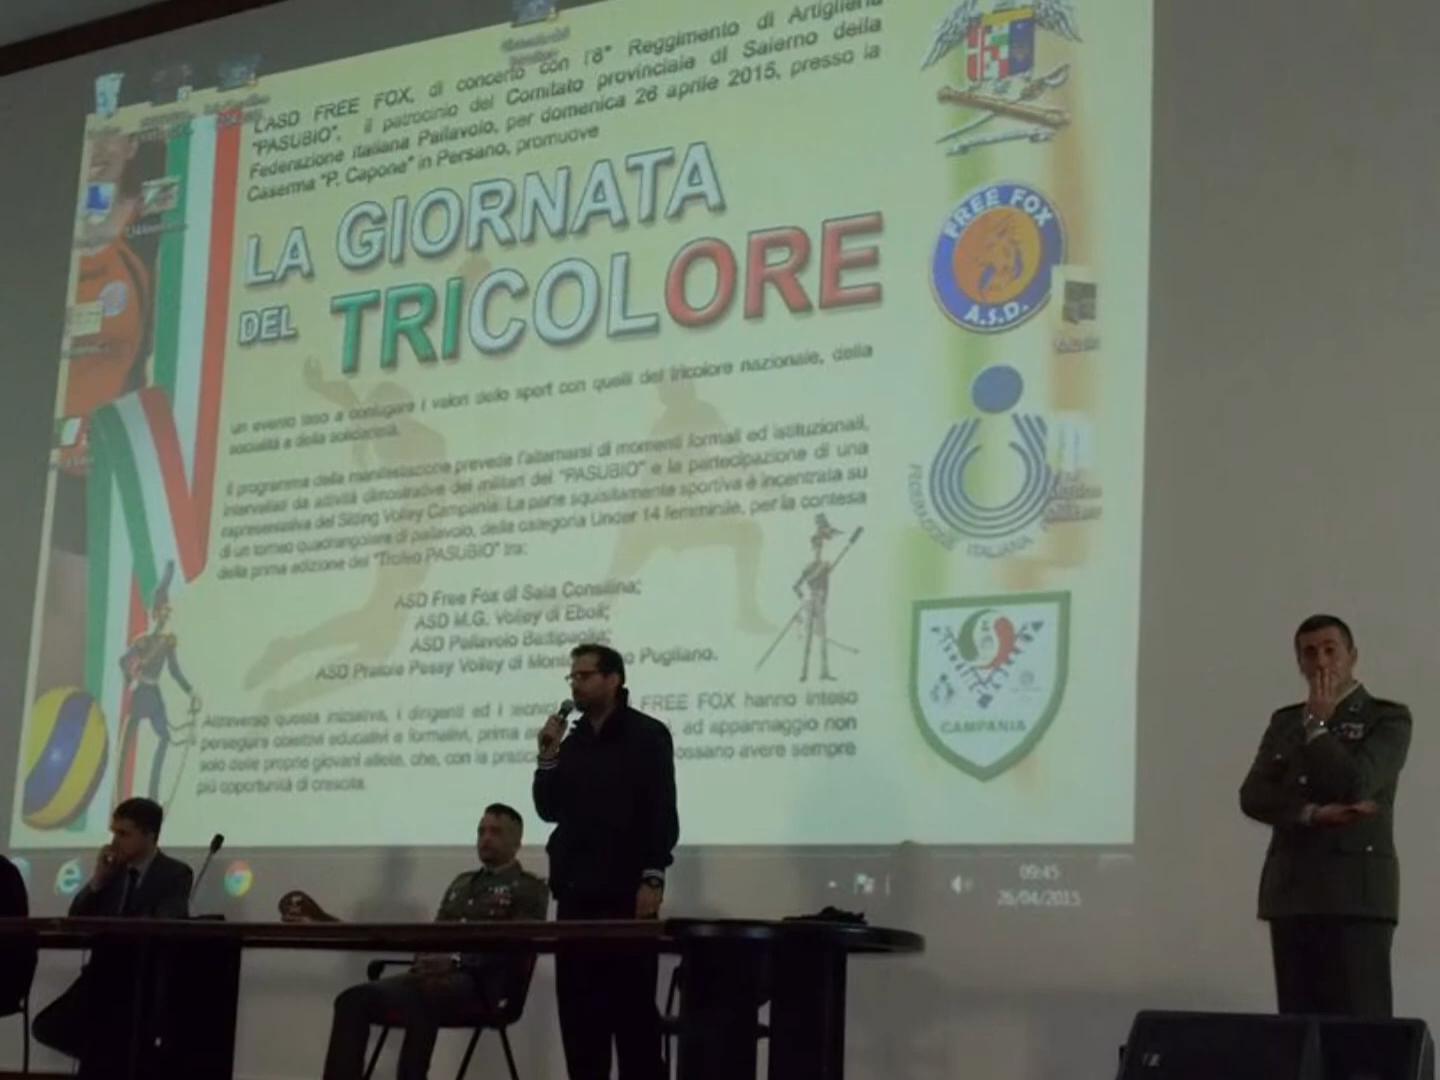 L'ASD FREE FOX, di concerto con l'8° Reggimento di Artiglieria
"PASUBIO", il patrocinio del Comitato provinciale di Salerno della
Federazione Italiana Pallavolo, per domenica 26 aprile 2015, presso la
Caserma "P. Capone" in Persano, promuove
LA GIORNATA
DEL TRICOLORE
un evento teso a coniugare i valori dello sport con quelli del tricolore nazionale, della
socialità e della solidarietà.
Il programma della manifestazione prevede l'alternarsi di momenti formali ed istituzionali,
intervallati da attività dimostrative dei militari del "PASUBIO" e la partecipazione di una
rapresentativa del Sitting Volley Campania. La parte squisitamente sportiva è incentrata su
di un torneo quadrangolare di pallavolo, della categoria Under 14 femminile, per la contesa
della prima edizione del "Trofeo PASUBIO" tra:
ASD Free Fox di Sala Consilina;
ASD M.G. Volley di Eboli;
ASD Pallavolo Battipaglia;
ASD Pessy Volley di Pugliano.
Attraverso questa iniziativa, i dirigenti ed i tecnici FREE FOX hanno inteso
perseguire obiettivi educativi e formativi, prima ad appannaggio non
solo delle proprie giovani atlete, che, con la possano avere sempre
più opportunità di crescita.
FREE FOX
A.S.D.
FEDERAZIONE ITALIANA
CAMPANIA
09:45
26/04/2015